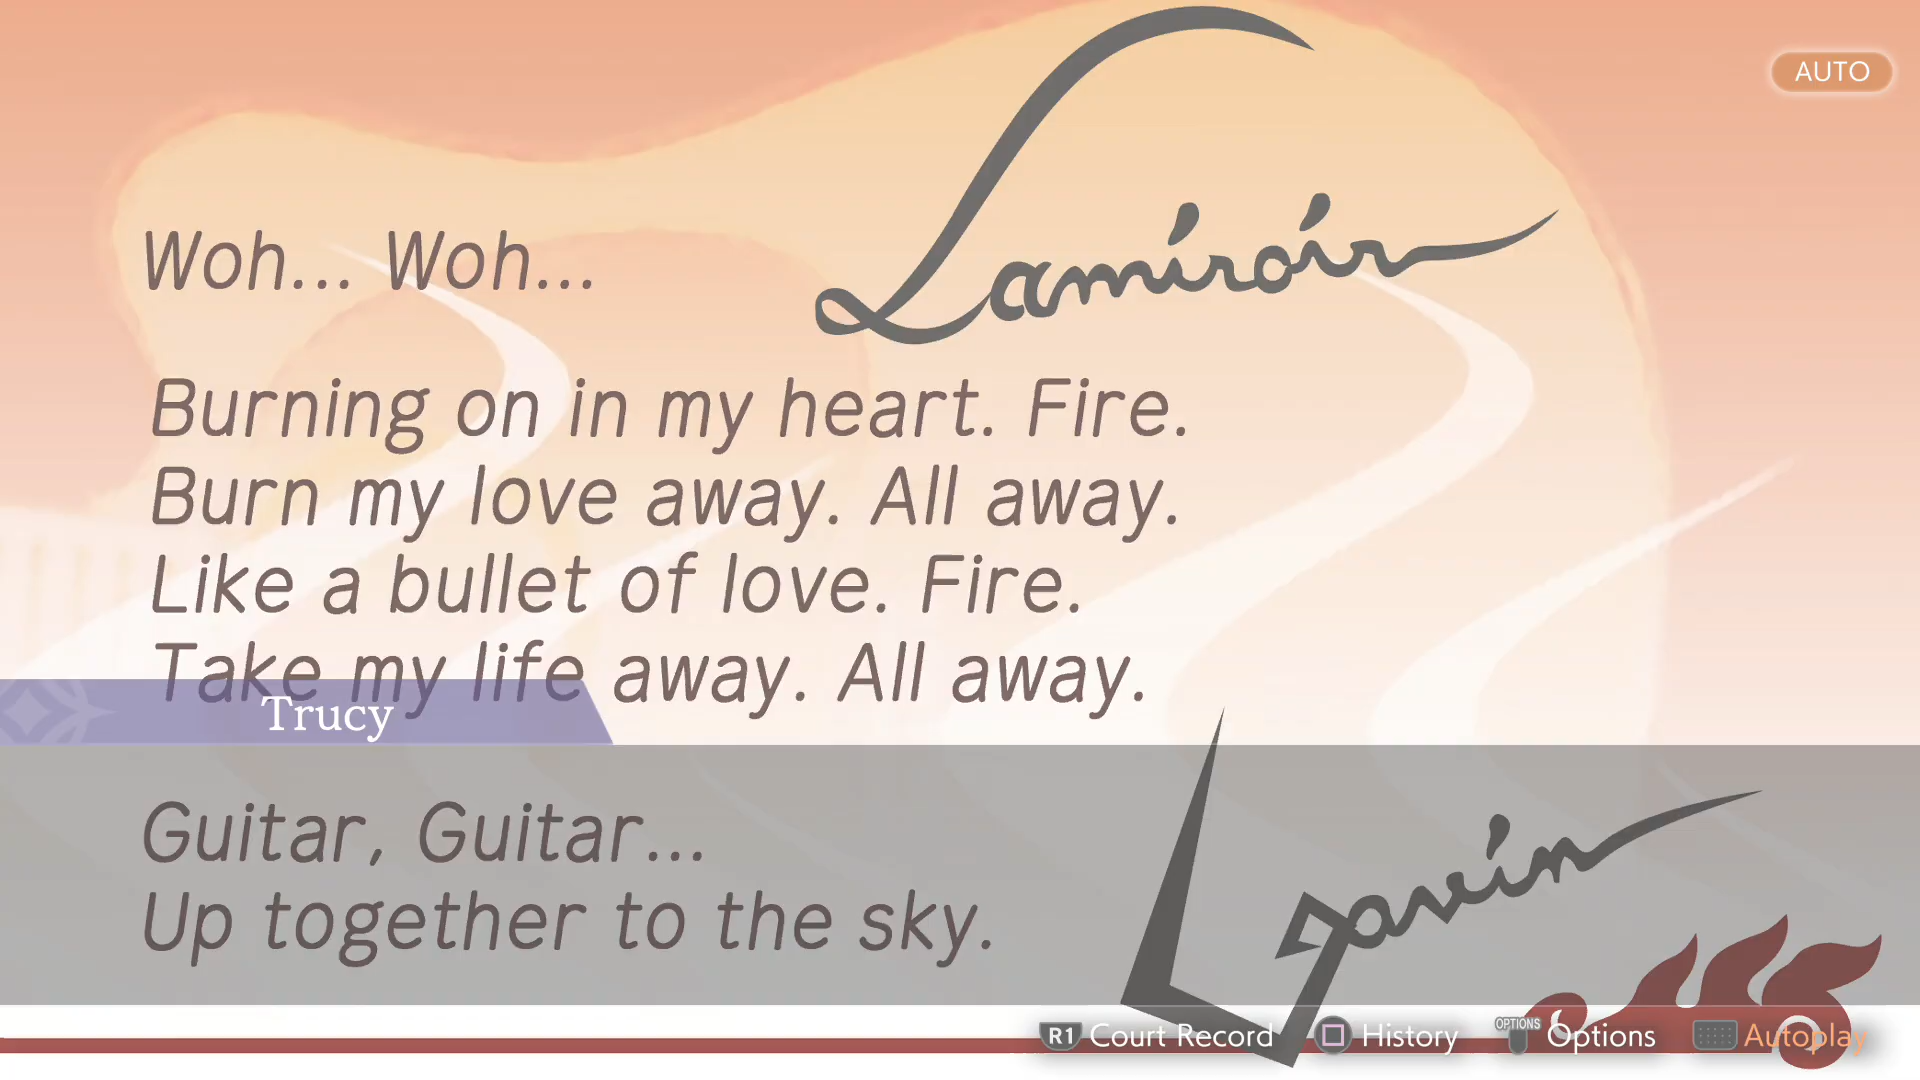 AUTO
Lamiroir
Woh... Woh...
Burning on in my heart. Fire.
Burn my love away. All away.
Like a bullet of love. Fire.
Take my life away. All away.
Trucy
Guitar, Guitar...
Up together to the sky.
Gavin
R1 Court Record
History
OPTIONS Options
Autoplay